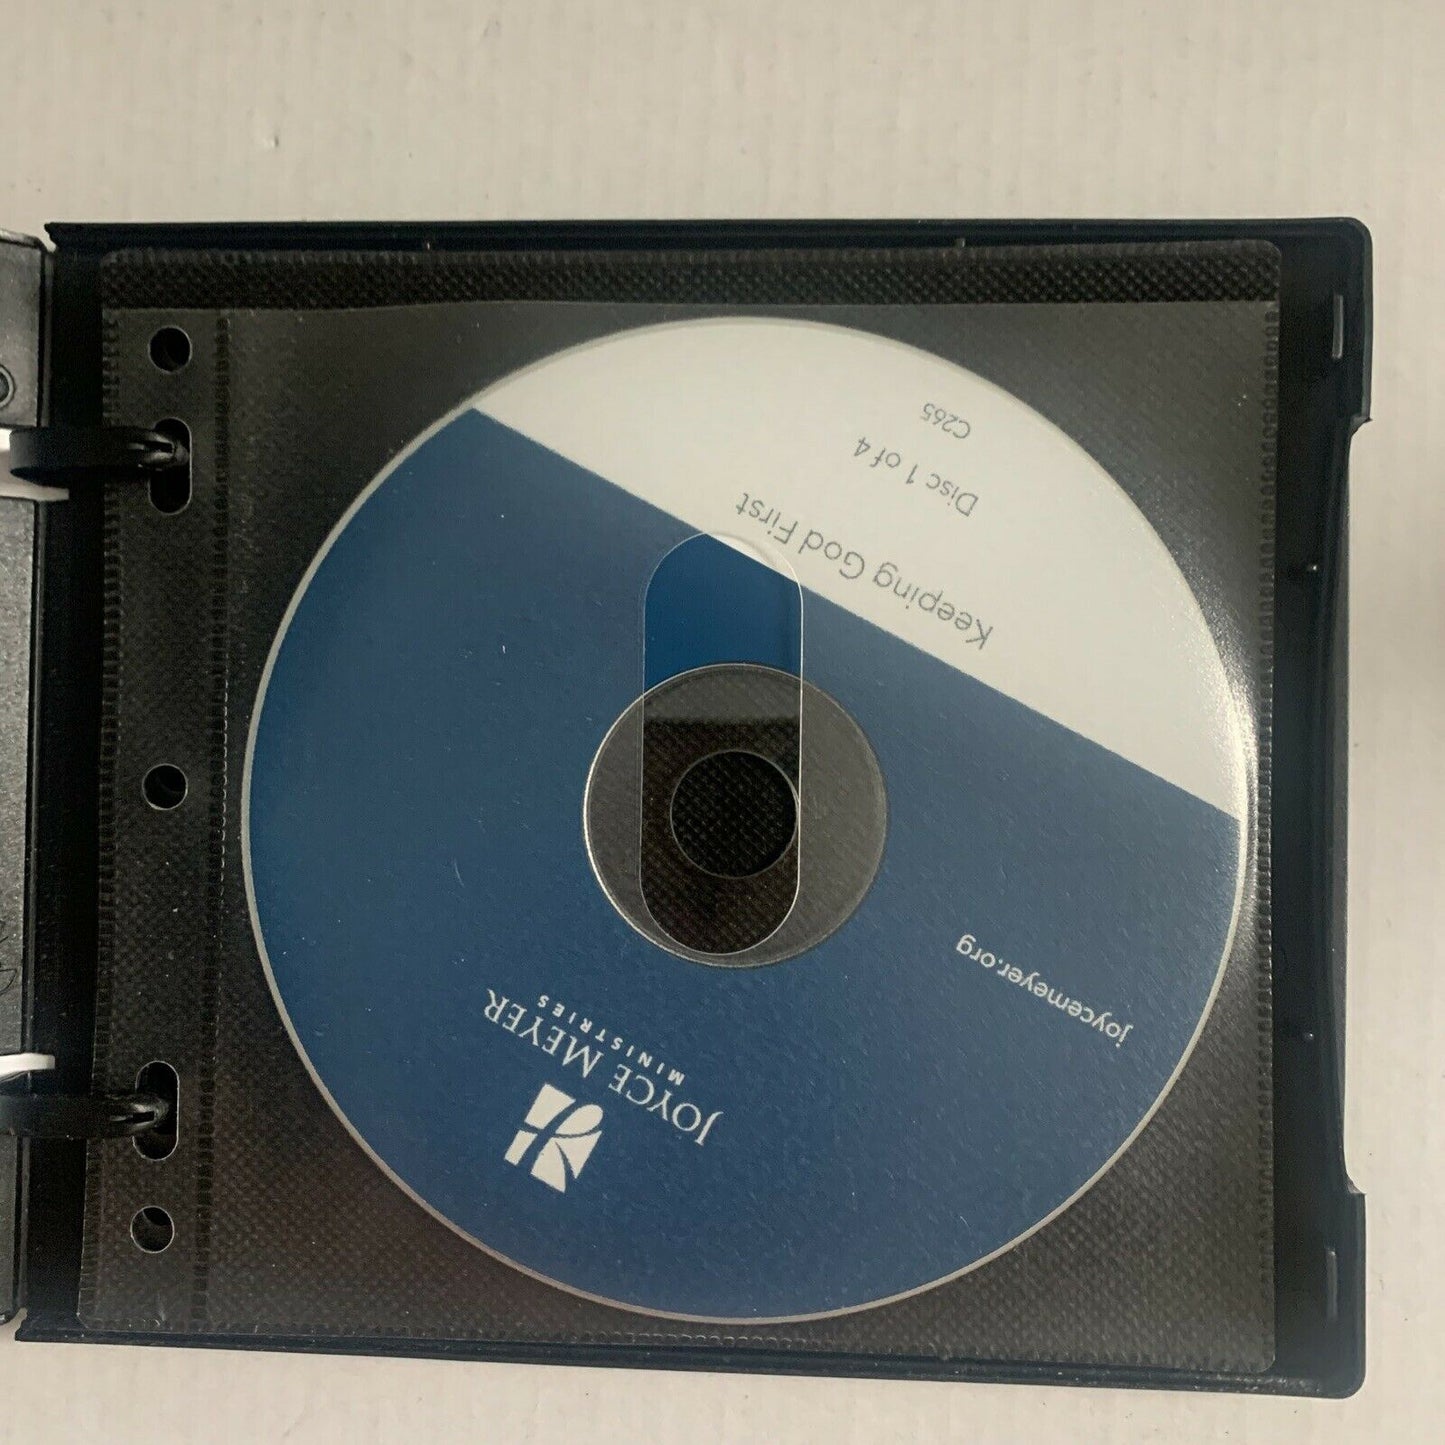 JOYCE MEYER
MINISTRIES
joycemeyer.org
Keeping God First
Disc 1 of 4
C265